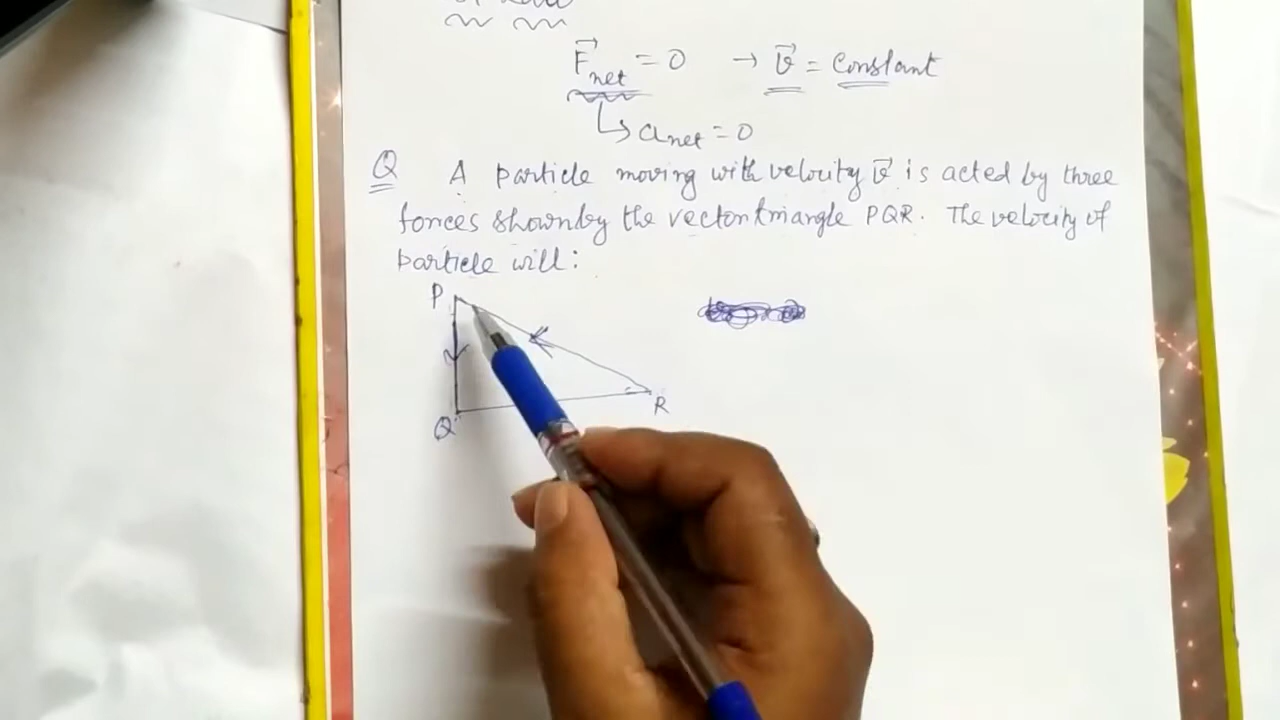 F⃗net = 0 → v⃗ = Constant
↳ anet = 0
Q A particle moving with velocity v⃗ is acted by three
forces shown by the vector triangle PQR. The velocity of
particle will:
P
R
Q